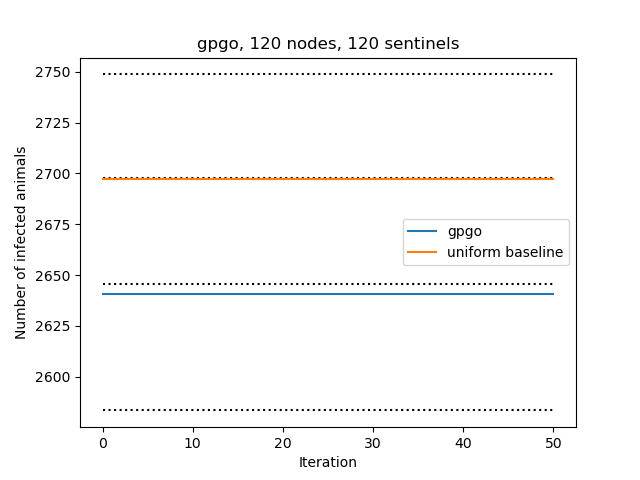 gpgo, 120 nodes, 120 sentinels
2750
2725
2700
2675
2650
2625
2600
Number of infected animals
gpgo
uniform baseline
0 10 20 30 40 50
Iteration